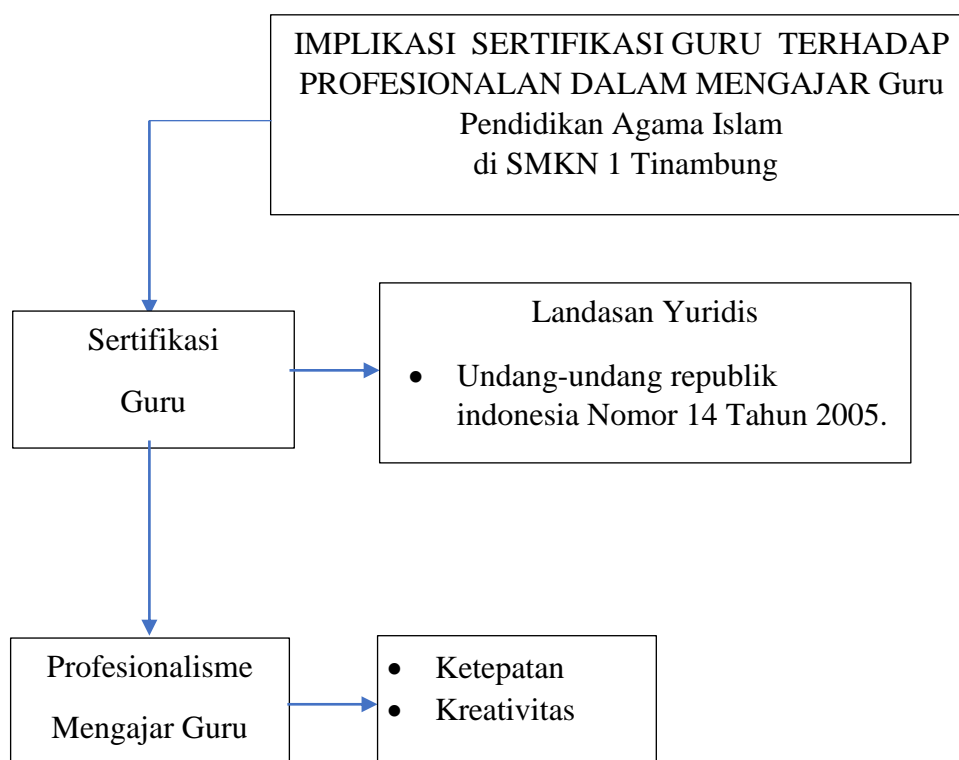 IMPLIKASI SERTIFIKASI GURU TERHADAP
PROFESIONALAN DALAM MENGAJAR Guru
Pendidikan Agama Islam
di SMKN 1 Tinambung
Sertifikasi
Guru
Landasan Yuridis
• Undang-undang republik
indonesia Nomor 14 Tahun 2005.
Profesionalisme
Mengajar Guru
• Ketepatan
• Kreativitas